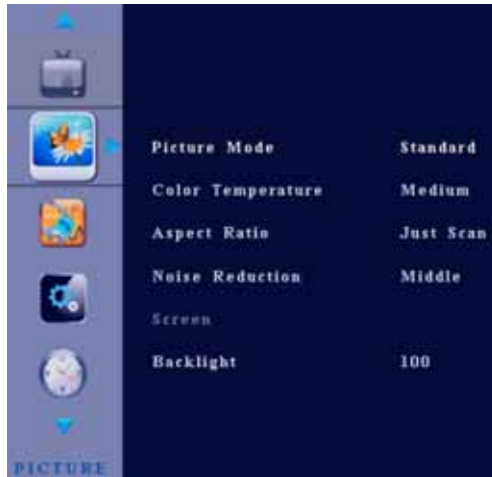 Picture Mode Standard
Color Temperature Medium
Aspect Ratio Just Scan
Noise Reduction Middle
Screen
Backlight 100
PICTURE